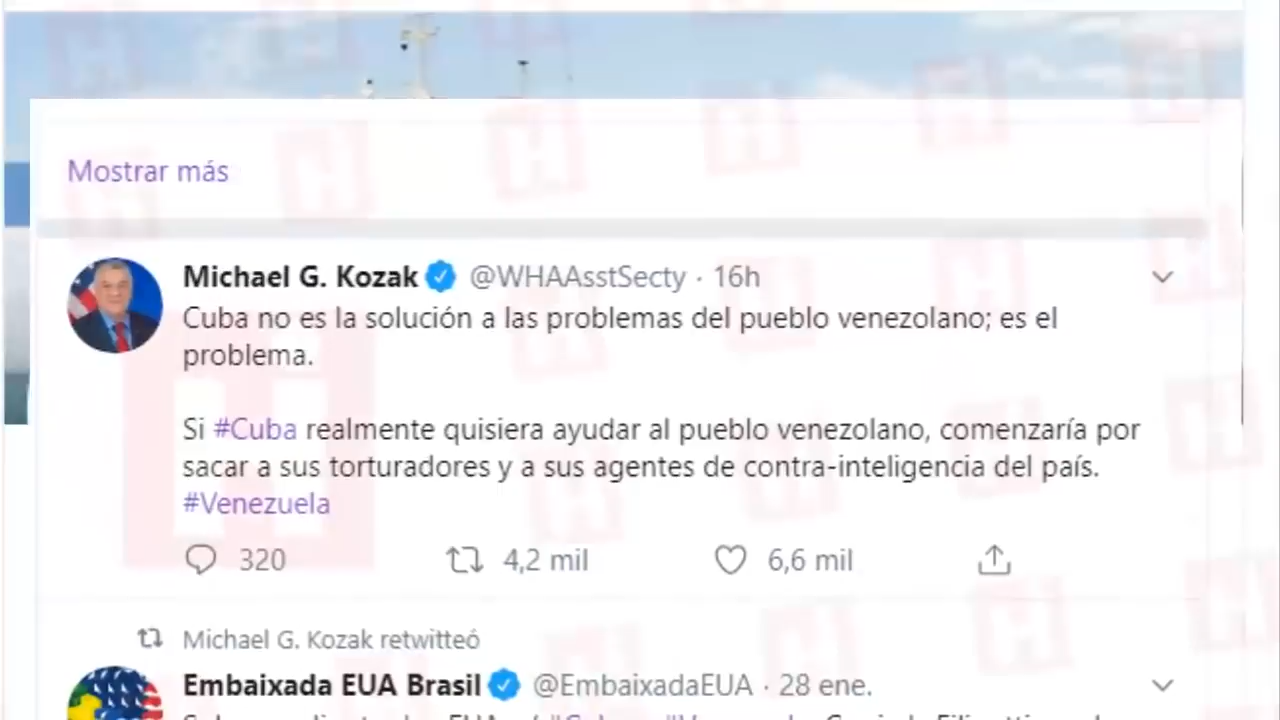 Mostrar más
Michael G. Kozak @WHAAsstSecty · 16h
Cuba no es la solución a las problemas del pueblo venezolano; es el
problema.
Si #Cuba realmente quisiera ayudar al pueblo venezolano, comenzaría por
sacar a sus torturadores y a sus agentes de contra-inteligencia del país.
#Venezuela
320 4,2 mil 6,6 mil
Michael G. Kozak retwitteó
Embaixada EUA Brasil @EmbaixadaEUA · 28 ene.